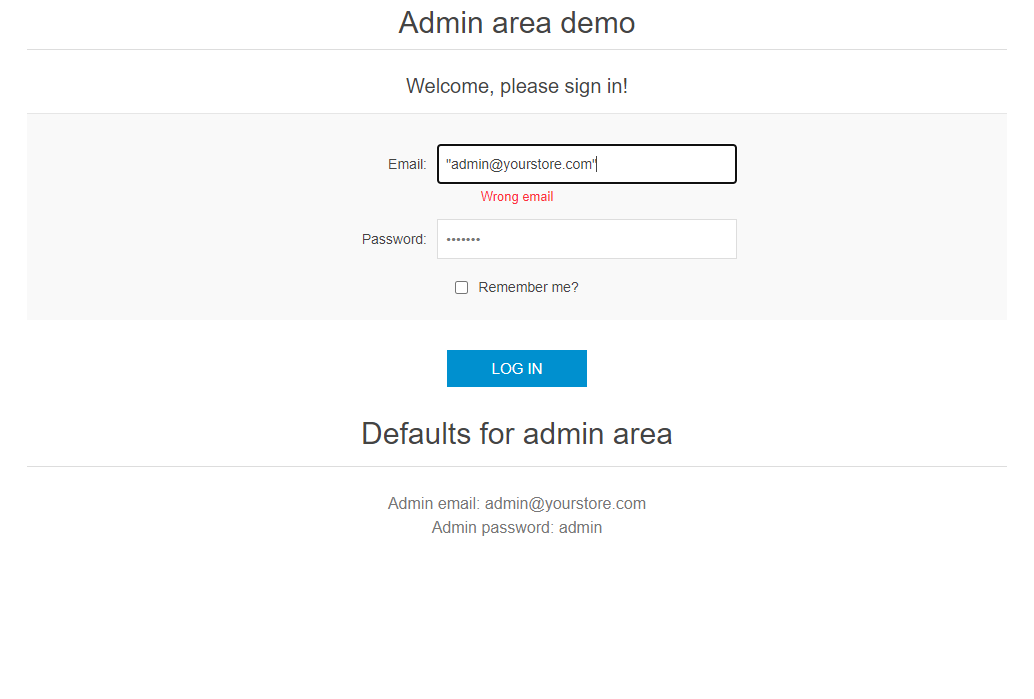 Admin area demo
Welcome, please sign in!
Email: "admin@yourstore.com"
Wrong email
Password: •••••••
Remember me?
LOG IN
Defaults for admin area
Admin email: admin@yourstore.com
Admin password: admin